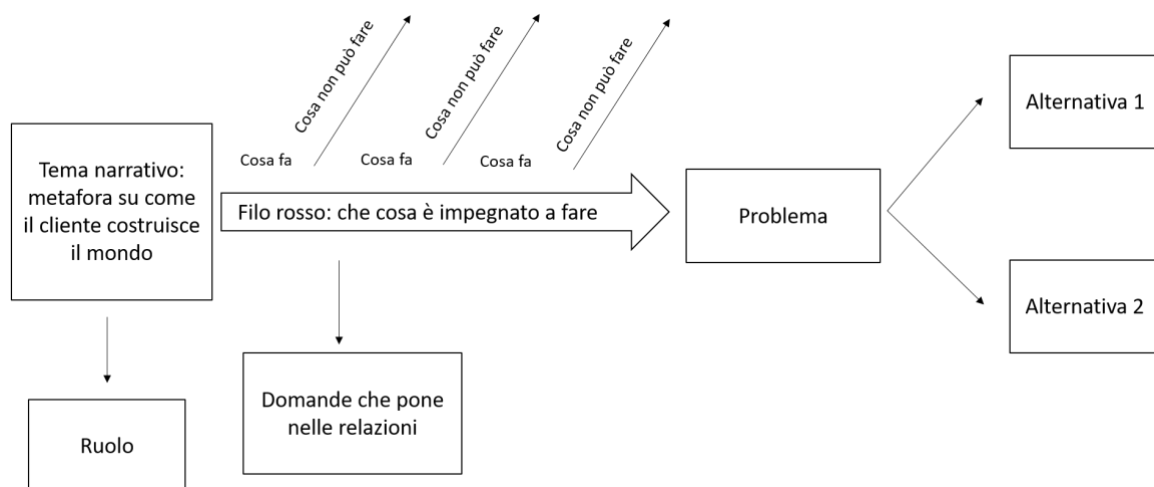 Cosa non può fare
Cosa non può fare
Cosa non può fare
Cosa fa
Cosa fa
Cosa fa
Tema narrativo:
metafora su come
il cliente costruisce
il mondo
Filo rosso: che cosa è impegnato a fare
Problema
Alternativa 1
Alternativa 2
Ruolo
Domande che pone
nelle relazioni